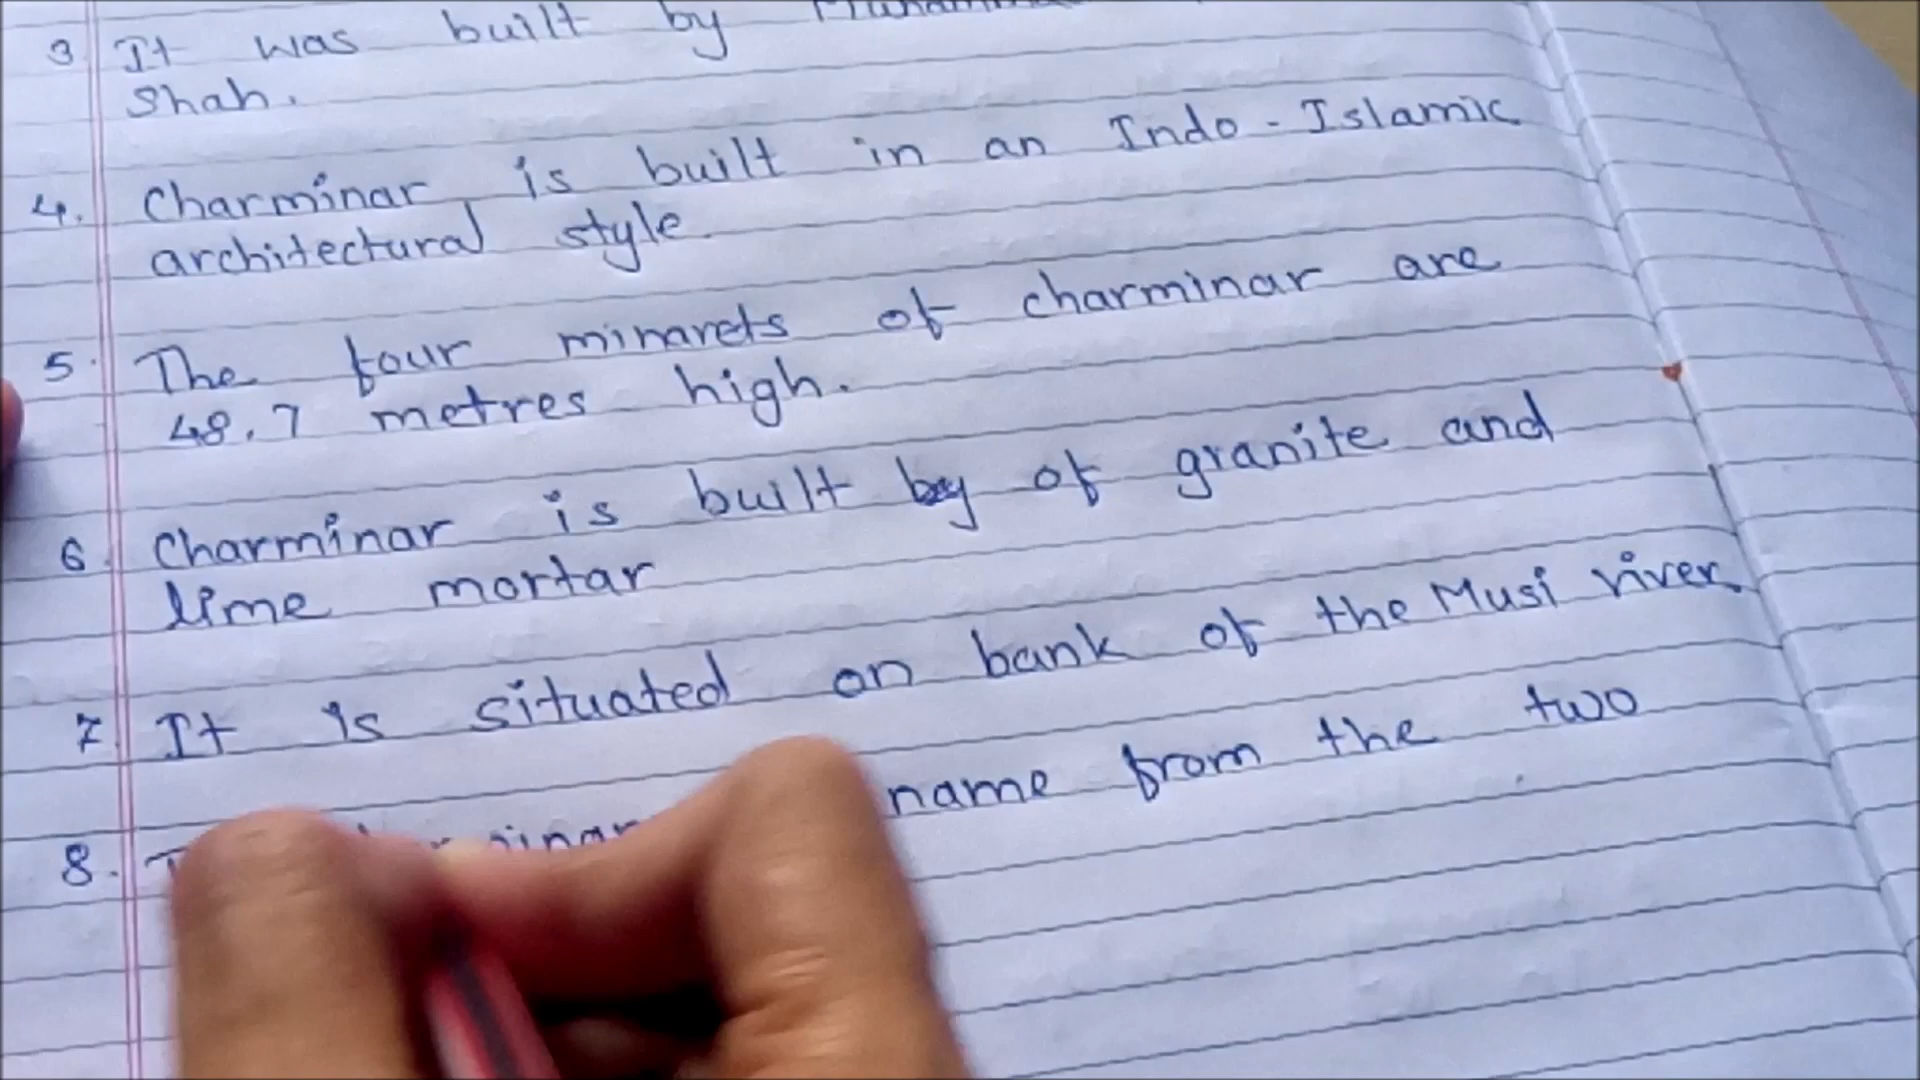 3 It was built by
Shah.
4. Charminar is built in an Indo-Islamic
architectural style.
5. The four minarets of charminar are
48.7 metres high.
6. Charminar is built by of granite and
lime mortar
7. It is situated on bank of the Musi river
8. name from the two